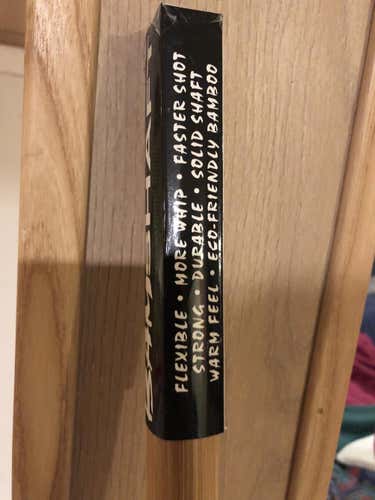 FLEXIBLE • MORE WHIP • FASTER SHOT
STRONG • DURABLE • SOLID SHAFT
WARM FEEL • ECO-FRIENDLY BAMBOO